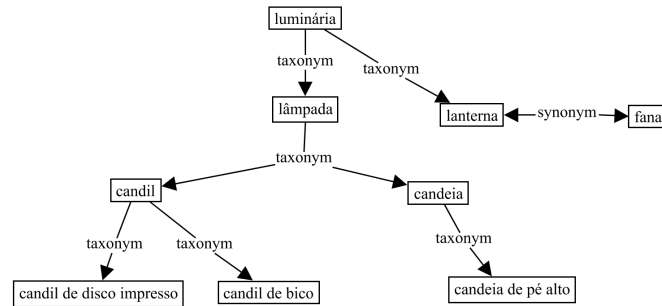 luminária
taxonym
taxonym
lâmpada
lanterna
synonym
fana
taxonym
candil
candeia
taxonym
taxonym
taxonym
candil de disco impresso
candil de bico
candeia de pé alto